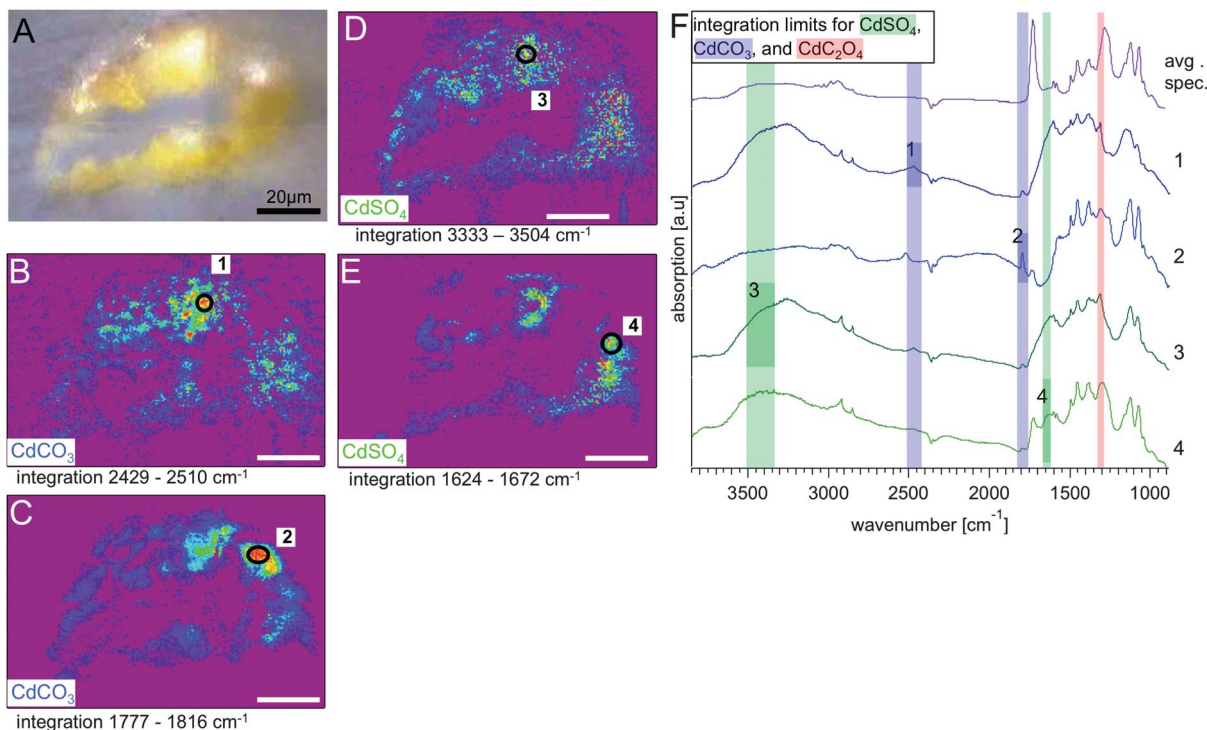 A
20µm
B
1
CdCO₃
integration 2429 - 2510 cm⁻¹
C
2
CdCO₃
integration 1777 - 1816 cm⁻¹
D
3
CdSO₄
integration 3333 – 3504 cm⁻¹
E
4
CdSO₄
integration 1624 - 1672 cm⁻¹
F
integration limits for CdSO₄,
CdCO₃, and CdC₂O₄
avg .
spec.
1
1
2
2
3
3
4
4
absorption [a.u]
3500 3000 2500 2000 1500 1000
wavenumber [cm⁻¹]